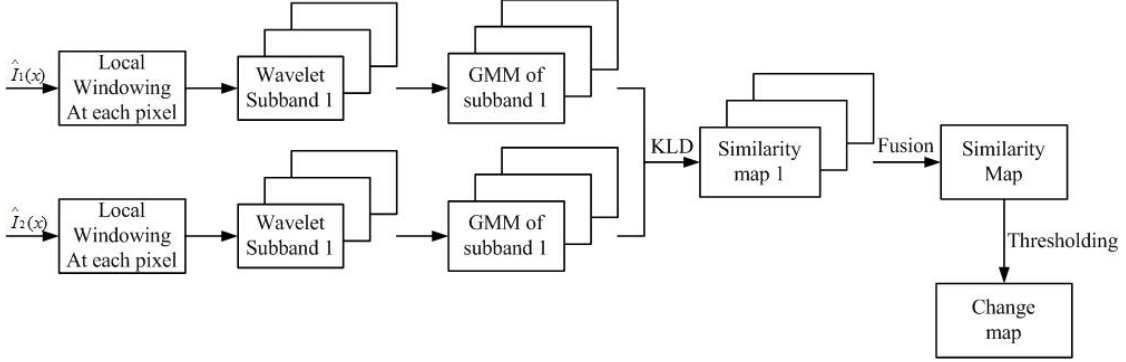 Î1(x)
Local
Windowing
At each pixel
Wavelet
Subband 1
GMM of
subband 1
KLD
Similarity
map 1
Fusion
Similarity
Map
Î2(x)
Local
Windowing
At each pixel
Wavelet
Subband 1
GMM of
subband 1
Thresholding
Change
map